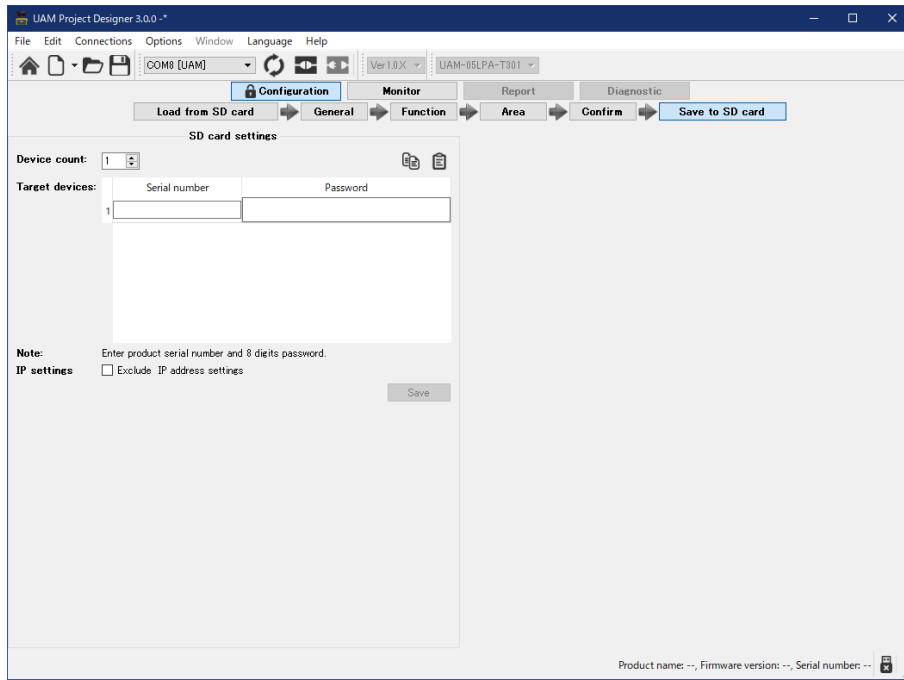 UAM Project Designer 3.0.0 -*
File Edit Connections Options Window Language Help
COM8 [UAM] Ver1.0X UAM-05LPA-T301
Configuration Monitor Report Diagnostic
Load from SD card General Function Area Confirm Save to SD card
SD card settings
Device count: 1
Target devices: Serial number Password
1
Note: Enter product serial number and 8 digits password.
IP settings Exclude IP address settings
Save
Product name: --, Firmware version: --, Serial number: --